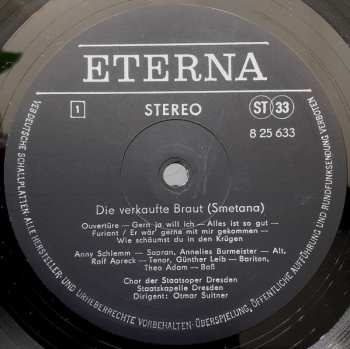 ETERNA
1
STEREO
ST 33
8 25 633
Die verkaufte Braut (Smetana)
Ouvertüre – Gern ja will ich – Alles ist so gut –
Furiant / Er wär gerne mit mir gekommen –
Wie schäumst du in den Krügen
Anny Schlemm – Sopran, Annelies Burmeister – Alt,
Rolf Apreck – Tenor, Günther Leib – Bariton,
Theo Adam – Baß
Chor der Staatsoper Dresden
Staatskapelle Dresden
Dirigent: Otmar Suitner
VEB DEUTSCHE SCHALLPLATTEN · ALLE HERSTELLER- UND URHEBERRECHTE VORBEHALTEN · ÜBERSPIELUNG, ÖFFENTLICHE AUFFÜHRUNG UND RUNDFUNKSENDUNG VERBOTEN